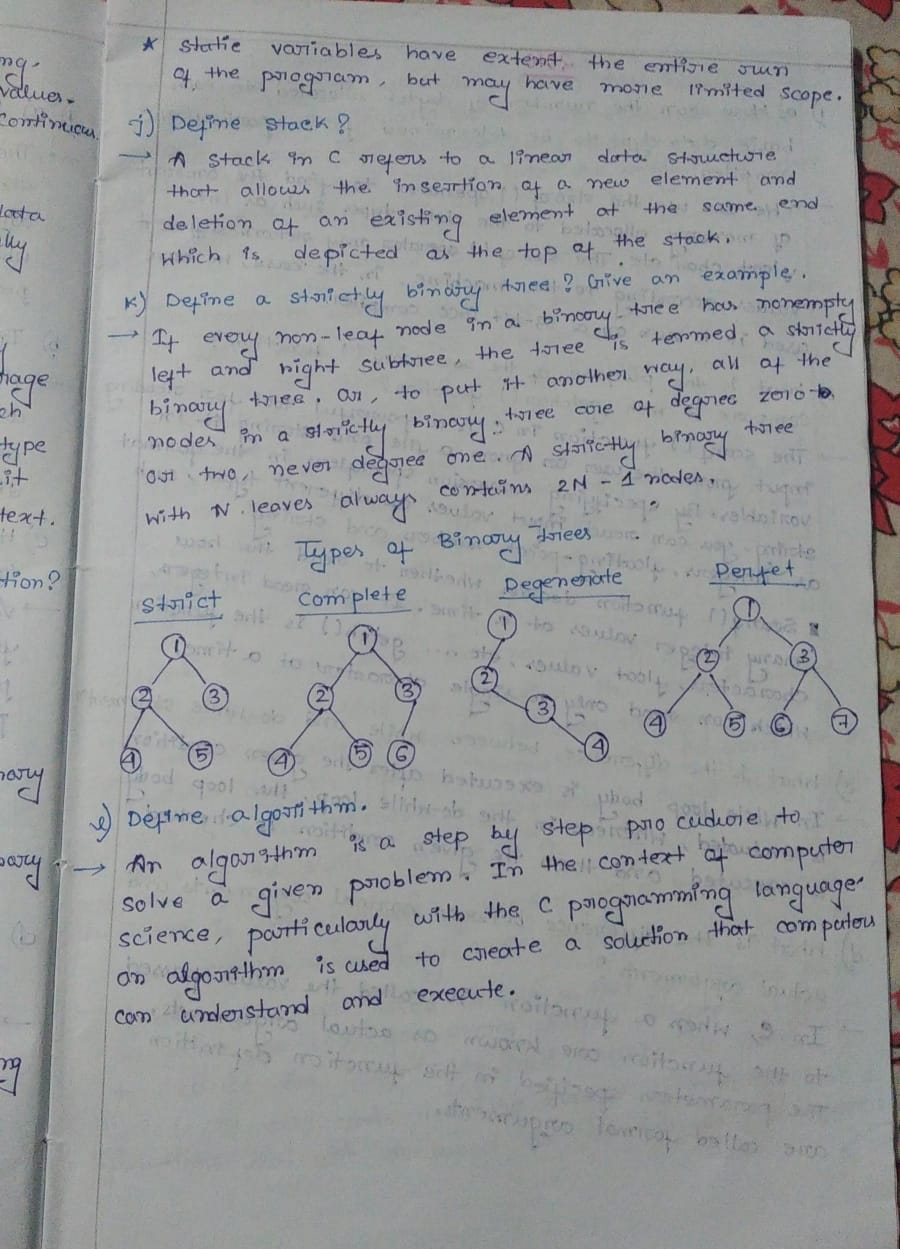 * static variables have extent the entire run
of the program, but may have more limited scope.
j) Define stack?
→ A stack in C refers to a linear data structure
that allows the insertion of a new element and
deletion of an existing element at the same end
which is depicted as the top of the stack.
k) Define a strictly binary tree? Give an example.
→ If every non-leaf node in a binary tree has nonempty
left and right subtree, the tree is termed a strictly
binary tree. or, to put it another way, all of the
nodes in a strictly binary tree are of degree zero
or two, never degree one. A strictly binary tree
with N leaves always contains 2N - 1 nodes.
Types of Binary trees
Strict Complete Degenerate Perfet
1 1 1 1
2 3 2 3 2 2 3
4 5 4 5 6 3 4 4 5 6 7
l) Define algorithm.
→ An algorithm is a step by step procudure to
solve a given problem. In the context of computer
science, particularly with the C programming language
an algorithm is used to create a solution that computers
can understand and execute.
ng.
values.
continuous
data
lly
mage
ch
type
it
text.
tion?
nary
nary
ng